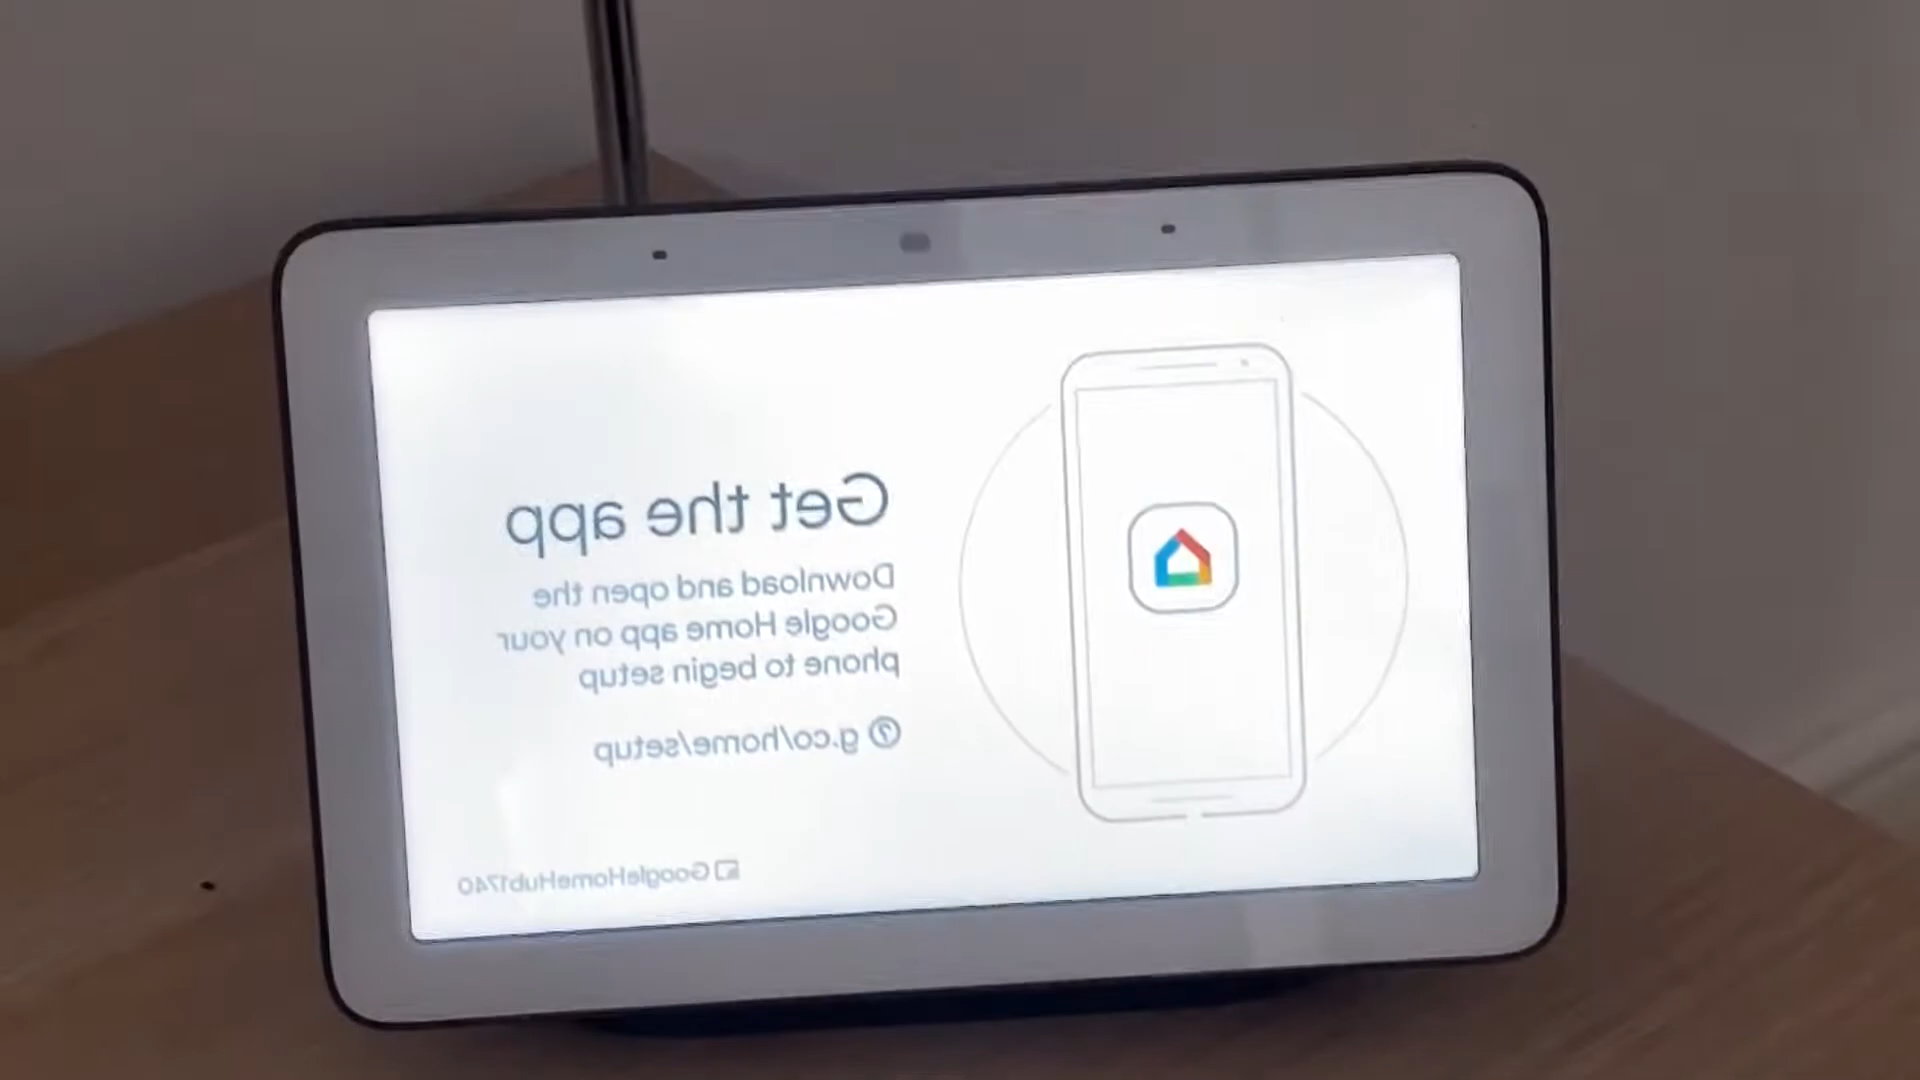 Get the app
Download and open the
Google Home app on your
phone to begin setup
g.co/home/setup
GoogleHomeHub1740